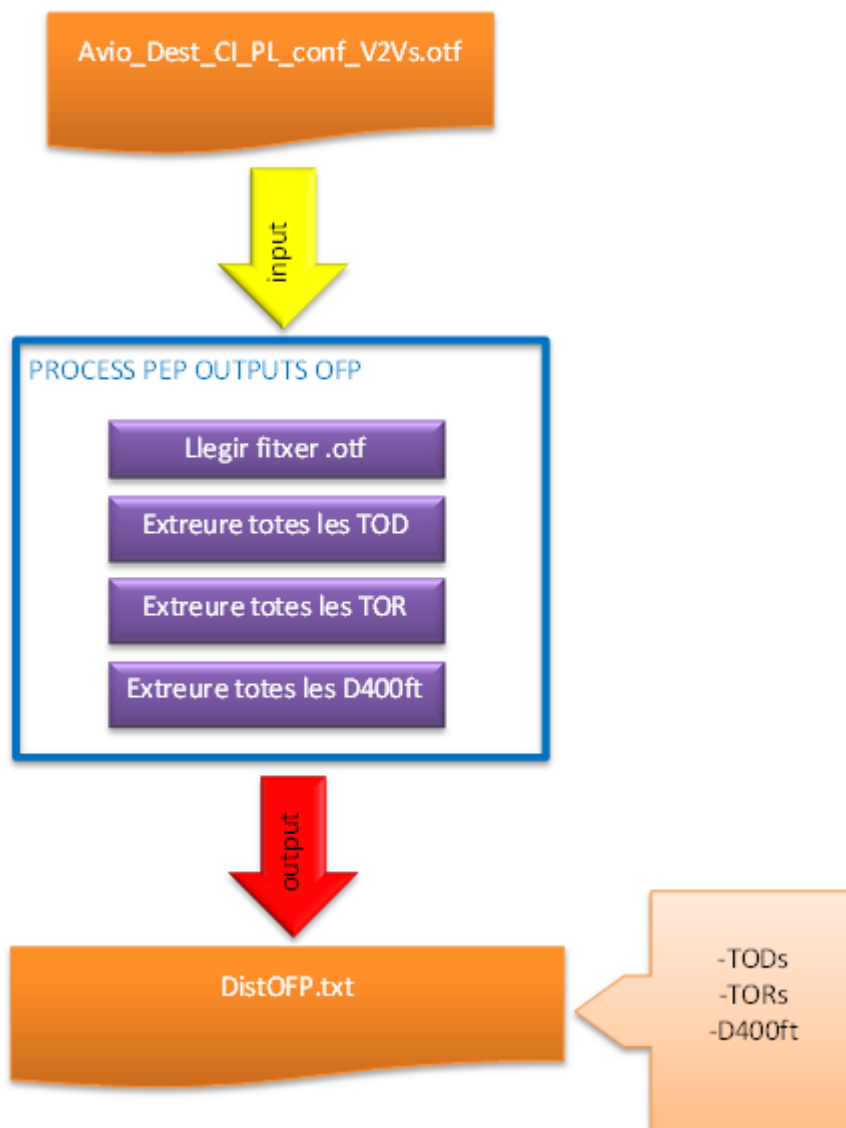 Avio_Dest_CI_PL_conf_V2Vs.otf
input
PROCESS PEP OUTPUTS OFP
Llegir fitxer .otf
Extreure totes les TOD
Extreure totes les TOR
Extreure totes les D400ft
output
DistOFP.txt
-TODs
-TORs
-D400ft